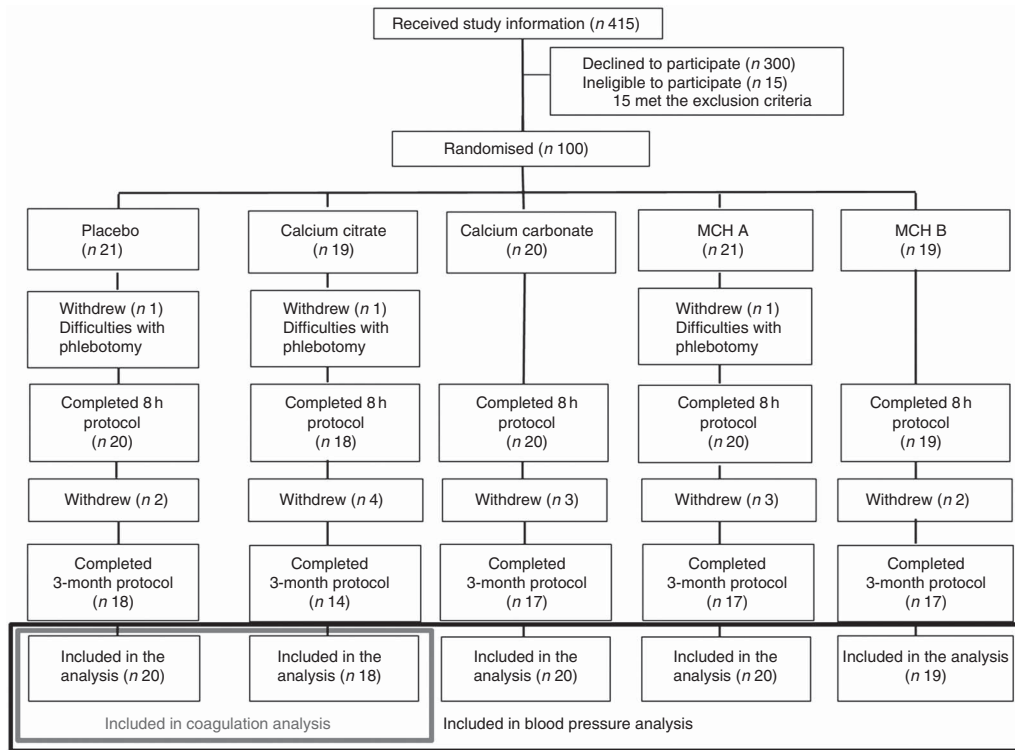 Received study information (n 415)
Declined to participate (n 300)
Ineligible to participate (n 15)
15 met the exclusion criteria
Randomised (n 100)
Placebo
(n 21)
Calcium citrate
(n 19)
Calcium carbonate
(n 20)
MCH A
(n 21)
MCH B
(n 19)
Withdrew (n 1)
Difficulties with
phlebotomy
Withdrew (n 1)
Difficulties with
phlebotomy
Withdrew (n 1)
Difficulties with
phlebotomy
Completed 8 h
protocol
(n 20)
Completed 8 h
protocol
(n 18)
Completed 8 h
protocol
(n 20)
Completed 8 h
protocol
(n 20)
Completed 8 h
protocol
(n 19)
Withdrew (n 2)
Withdrew (n 4)
Withdrew (n 3)
Withdrew (n 3)
Withdrew (n 2)
Completed
3-month protocol
(n 18)
Completed
3-month protocol
(n 14)
Completed
3-month protocol
(n 17)
Completed
3-month protocol
(n 17)
Completed
3-month protocol
(n 17)
Included in the
analysis (n 20)
Included in the
analysis (n 18)
Included in the
analysis (n 20)
Included in the
analysis (n 20)
Included in the analysis
(n 19)
Included in coagulation analysis
Included in blood pressure analysis